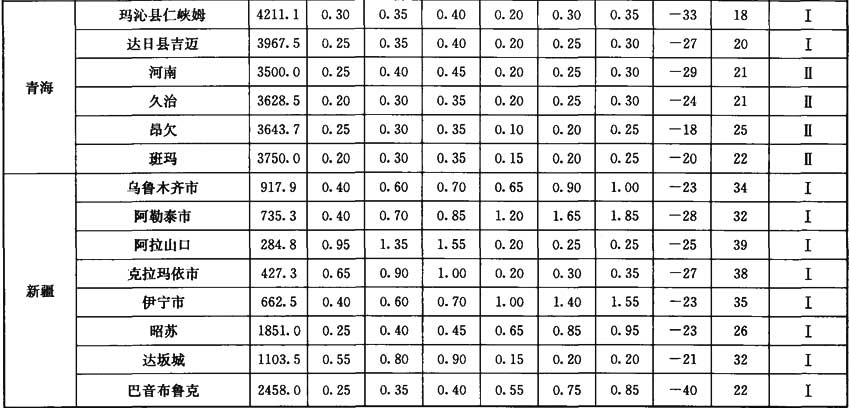 青海 玛沁县仁峡姆 4211.1 0.30 0.35 0.40 0.20 0.30 0.35 -33 18 Ⅰ
达日县吉迈 3967.5 0.25 0.35 0.40 0.20 0.25 0.30 -27 20 Ⅰ
河南 3500.0 0.25 0.40 0.45 0.20 0.25 0.30 -29 21 Ⅱ
久治 3628.5 0.20 0.30 0.35 0.20 0.25 0.30 -24 21 Ⅱ
昂欠 3643.7 0.25 0.30 0.35 0.10 0.20 0.25 -18 25 Ⅱ
班玛 3750.0 0.20 0.30 0.35 0.15 0.20 0.25 -20 22 Ⅱ
新疆 乌鲁木齐市 917.9 0.40 0.60 0.70 0.65 0.90 1.00 -23 34 Ⅰ
阿勒泰市 735.3 0.40 0.70 0.85 1.20 1.65 1.85 -28 32 Ⅰ
阿拉山口 284.8 0.95 1.35 1.55 0.20 0.25 0.25 -25 39 Ⅰ
克拉玛依市 427.3 0.65 0.90 1.00 0.20 0.30 0.35 -27 38 Ⅰ
伊宁市 662.5 0.40 0.60 0.70 1.00 1.40 1.55 -23 35 Ⅰ
昭苏 1851.0 0.25 0.40 0.45 0.65 0.85 0.95 -23 26 Ⅰ
达坂城 1103.5 0.55 0.80 0.90 0.15 0.20 0.20 -21 32 Ⅰ
巴音布鲁克 2458.0 0.25 0.35 0.40 0.55 0.75 0.85 -40 22 Ⅰ